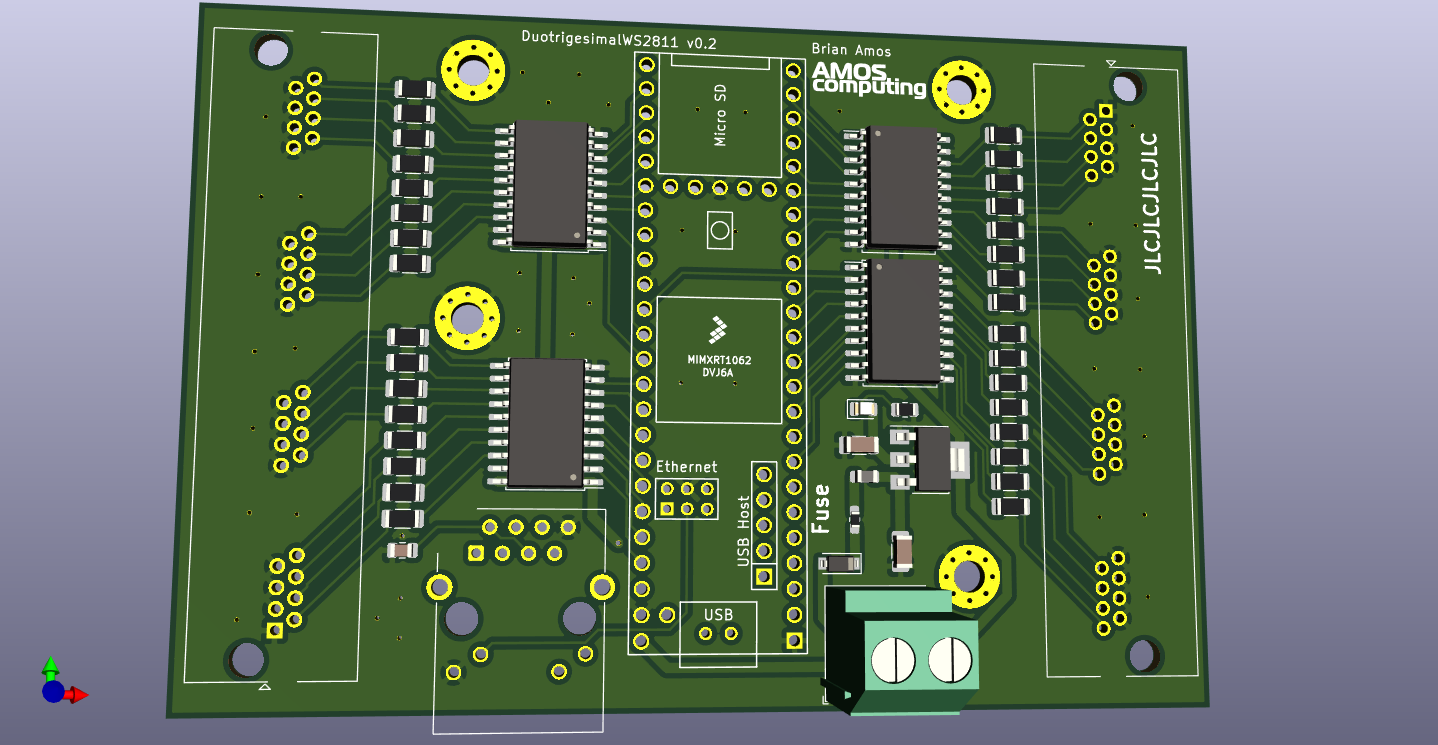 DuotrigesimalWS2811 v0.2
Brian Amos
AMOS
computing
Micro SD
JLCJLCJLCJLC
MIMXRT1062
DVJ6A
Ethernet
USB Host
Fuse
USB